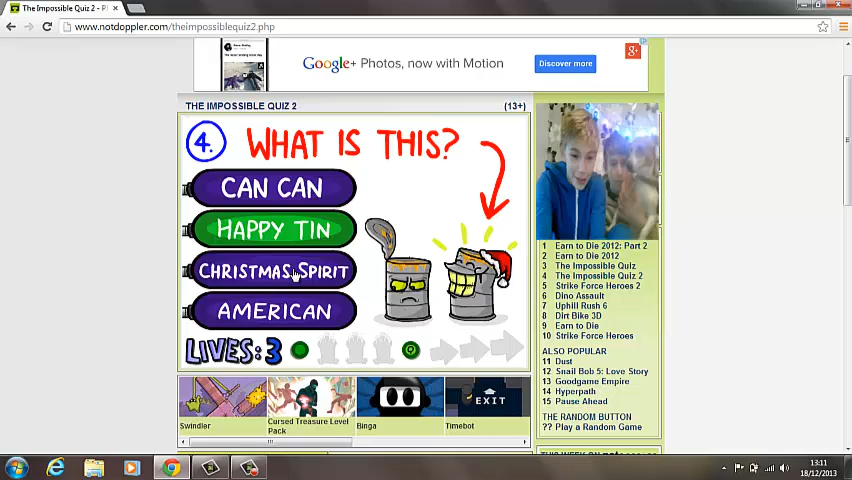 The Impossible Quiz 2 - P
www.notdoppler.com/theimpossiblequiz2.php
Google+ Photos, now with Motion
Discover more
g+
THE IMPOSSIBLE QUIZ 2
(13+)
4.
WHAT IS THIS?
CAN CAN
HAPPY TIN
CHRISTMAS SPIRIT
AMERICAN
LIVES: 3
Swindler
Cursed Treasure Level
Pack
Binga
EXIT
Timebot
1 Earn to Die 2012: Part 2
2 Earn to Die 2012
3 The Impossible Quiz
4 The Impossible Quiz 2
5 Strike Force Heroes 2
6 Dino Assault
7 Uphill Rush 6
8 Dirt Bike 3D
9 Earn to Die
10 Strike Force Heroes
ALSO POPULAR
11 Dust
12 Snail Bob 5: Love Story
13 Goodgame Empire
14 Hyperpath
15 Pause Ahead
THE RANDOM BUTTON
?? Play a Random Game
13:11
18/12/2013